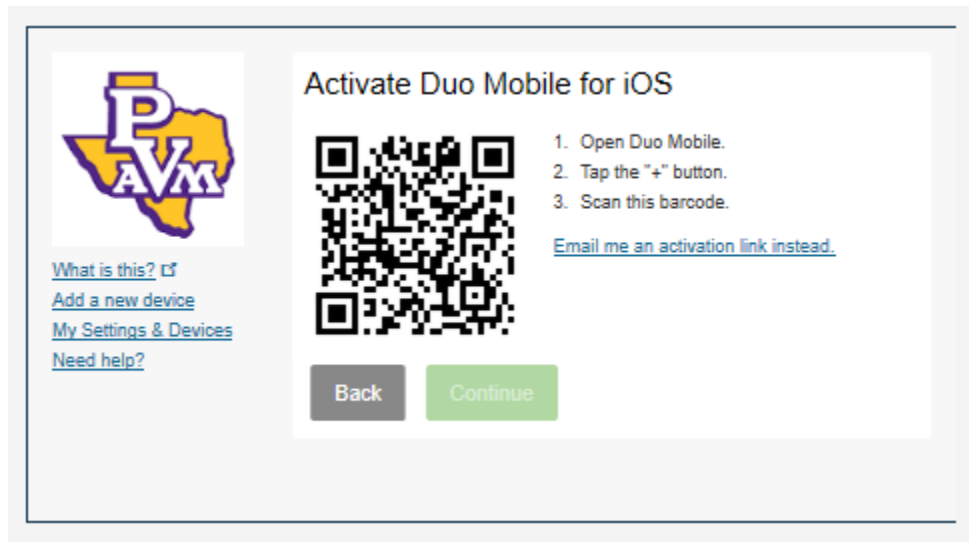 P
V
AM
What is this?
Add a new device
My Settings & Devices
Need help?
Activate Duo Mobile for iOS
1. Open Duo Mobile.
2. Tap the "+" button.
3. Scan this barcode.
Email me an activation link instead.
Back
Continue